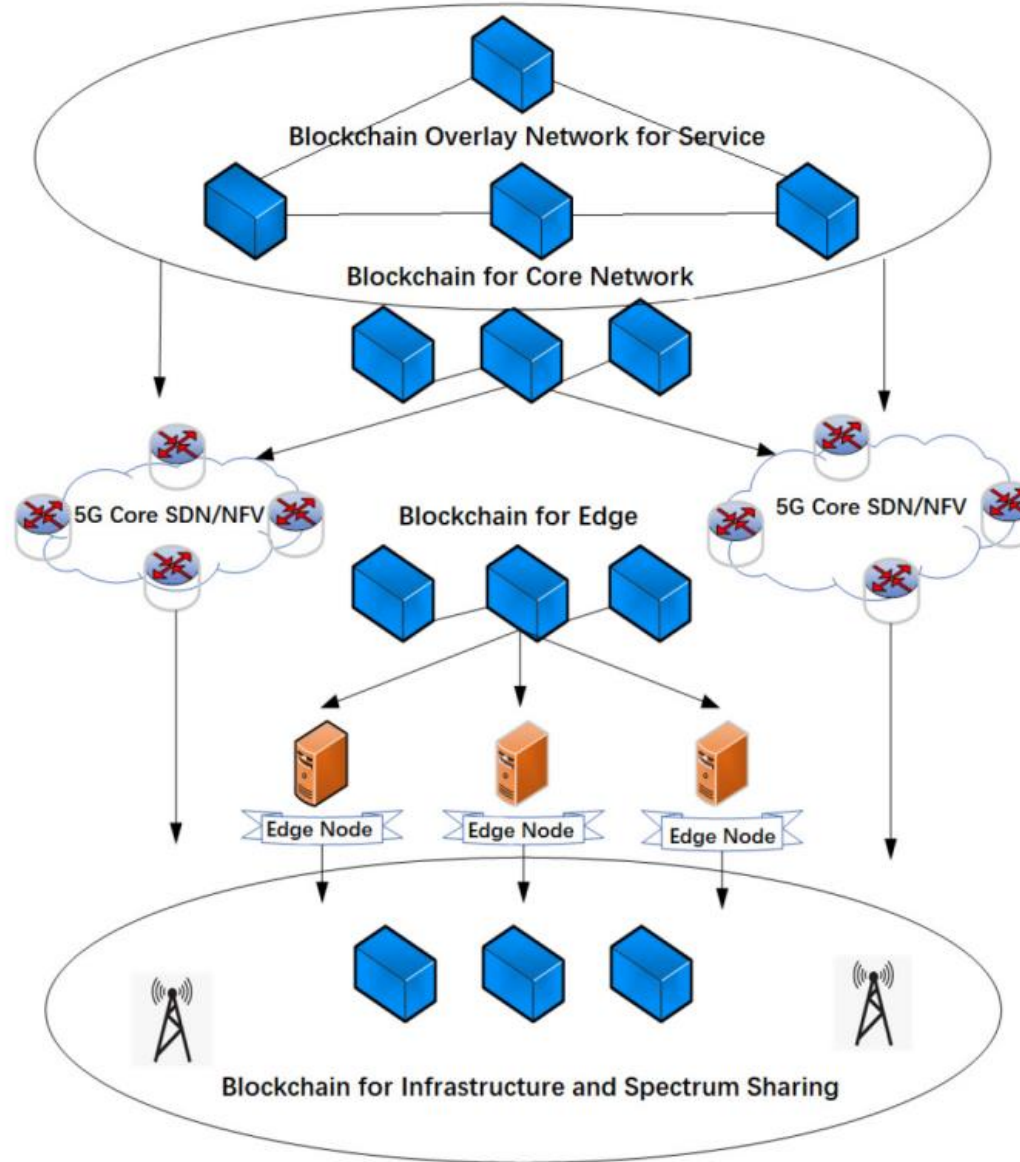 Blockchain Overlay Network for Service
Blockchain for Core Network
5G Core SDN/NFV
5G Core SDN/NFV
Blockchain for Edge
Edge Node
Edge Node
Edge Node
Blockchain for Infrastructure and Spectrum Sharing